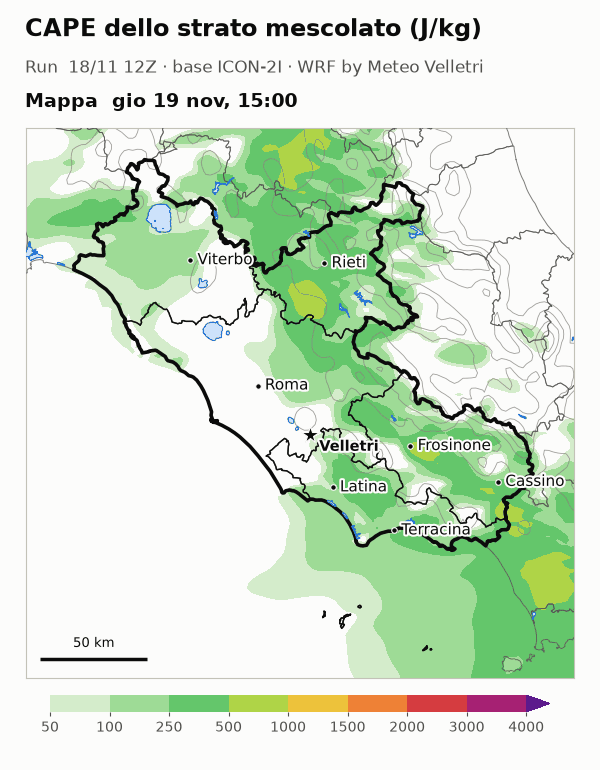 CAPE dello strato mescolato (J/kg)
Run  18/11 12Z · base ICON-2I · WRF by Meteo Velletri
Mappa  gio 19 nov, 15:00
Viterbo
Rieti
Roma
Velletri
Frosinone
Latina
Cassino
Terracina
50 km
50 100 250 500 1000 1500 2000 3000 4000